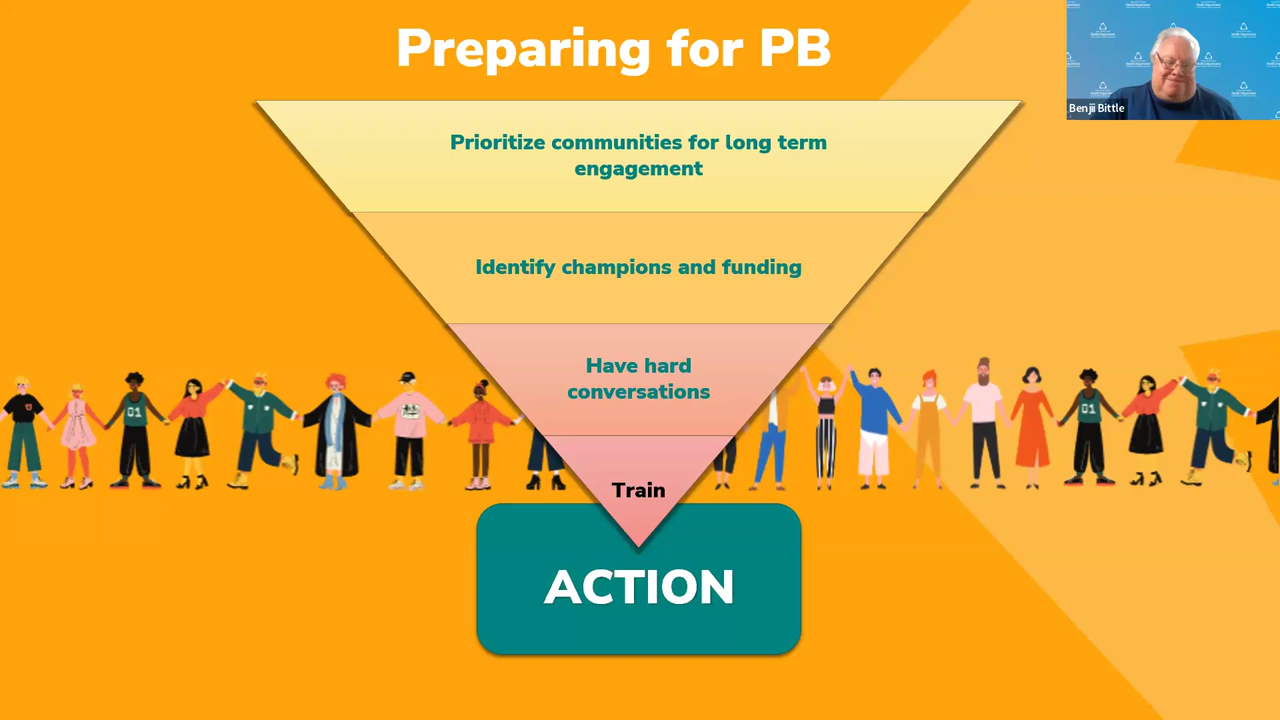 Preparing for PB
Benjii Bittle
Prioritize communities for long term
engagement
Identify champions and funding
Have hard
conversations
Train
ACTION
01
01